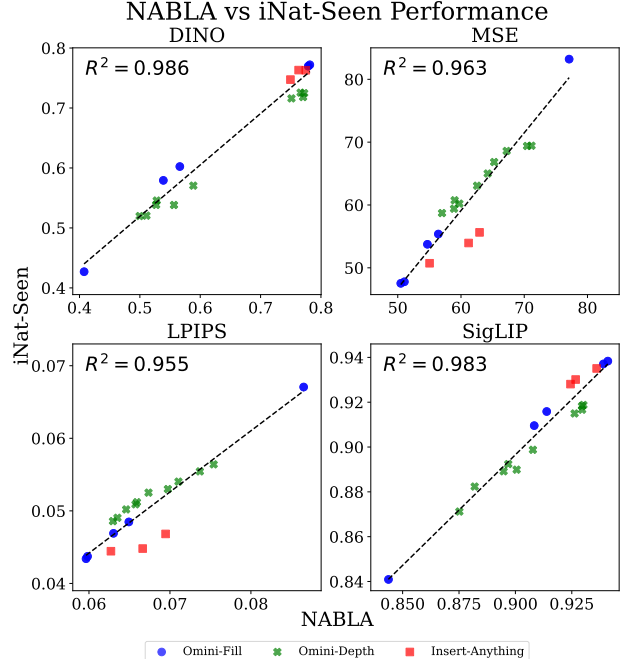 NABLA vs iNat-Seen Performance
DINO
MSE
R² = 0.986
R² = 0.963
0.8
0.7
0.6
0.5
0.4
80
70
60
50
0.4 0.5 0.6 0.7 0.8
50 60 70 80
iNat-Seen
LPIPS
SigLIP
R² = 0.955
R² = 0.983
0.07
0.06
0.05
0.04
0.94
0.92
0.90
0.88
0.86
0.84
0.06 0.07 0.08
0.850 0.875 0.900 0.925
NABLA
Omini-Fill Omini-Depth Insert-Anything